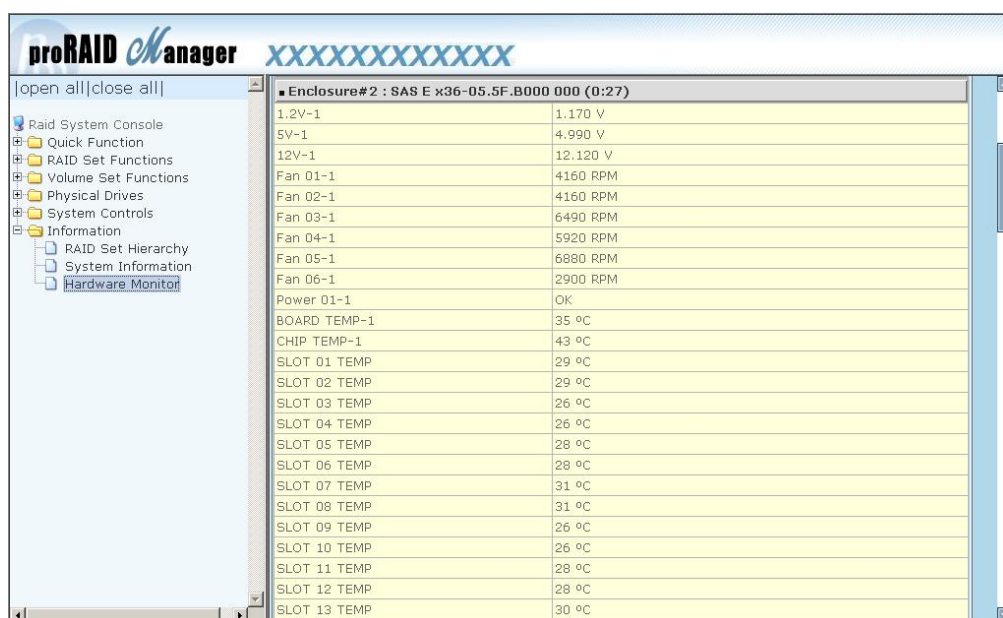 proRAID Manager XXXXXXXXXXXXX
|open all|close all|
Raid System Console
Quick Function
RAID Set Functions
Volume Set Functions
Physical Drives
System Controls
Information
RAID Set Hierarchy
System Information
Hardware Monitor
Enclosure#2 : SAS E x36-05.5F.B000 000 (0:27)
1.2V-1 1.170 V
5V-1 4.990 V
12V-1 12.120 V
Fan 01-1 4160 RPM
Fan 02-1 4160 RPM
Fan 03-1 6490 RPM
Fan 04-1 5920 RPM
Fan 05-1 6880 RPM
Fan 06-1 2900 RPM
Power 01-1 OK
BOARD TEMP-1 35 ºC
CHIP TEMP-1 43 ºC
SLOT 01 TEMP 29 ºC
SLOT 02 TEMP 29 ºC
SLOT 03 TEMP 26 ºC
SLOT 04 TEMP 26 ºC
SLOT 05 TEMP 28 ºC
SLOT 06 TEMP 28 ºC
SLOT 07 TEMP 31 ºC
SLOT 08 TEMP 31 ºC
SLOT 09 TEMP 26 ºC
SLOT 10 TEMP 26 ºC
SLOT 11 TEMP 28 ºC
SLOT 12 TEMP 28 ºC
SLOT 13 TEMP 30 ºC